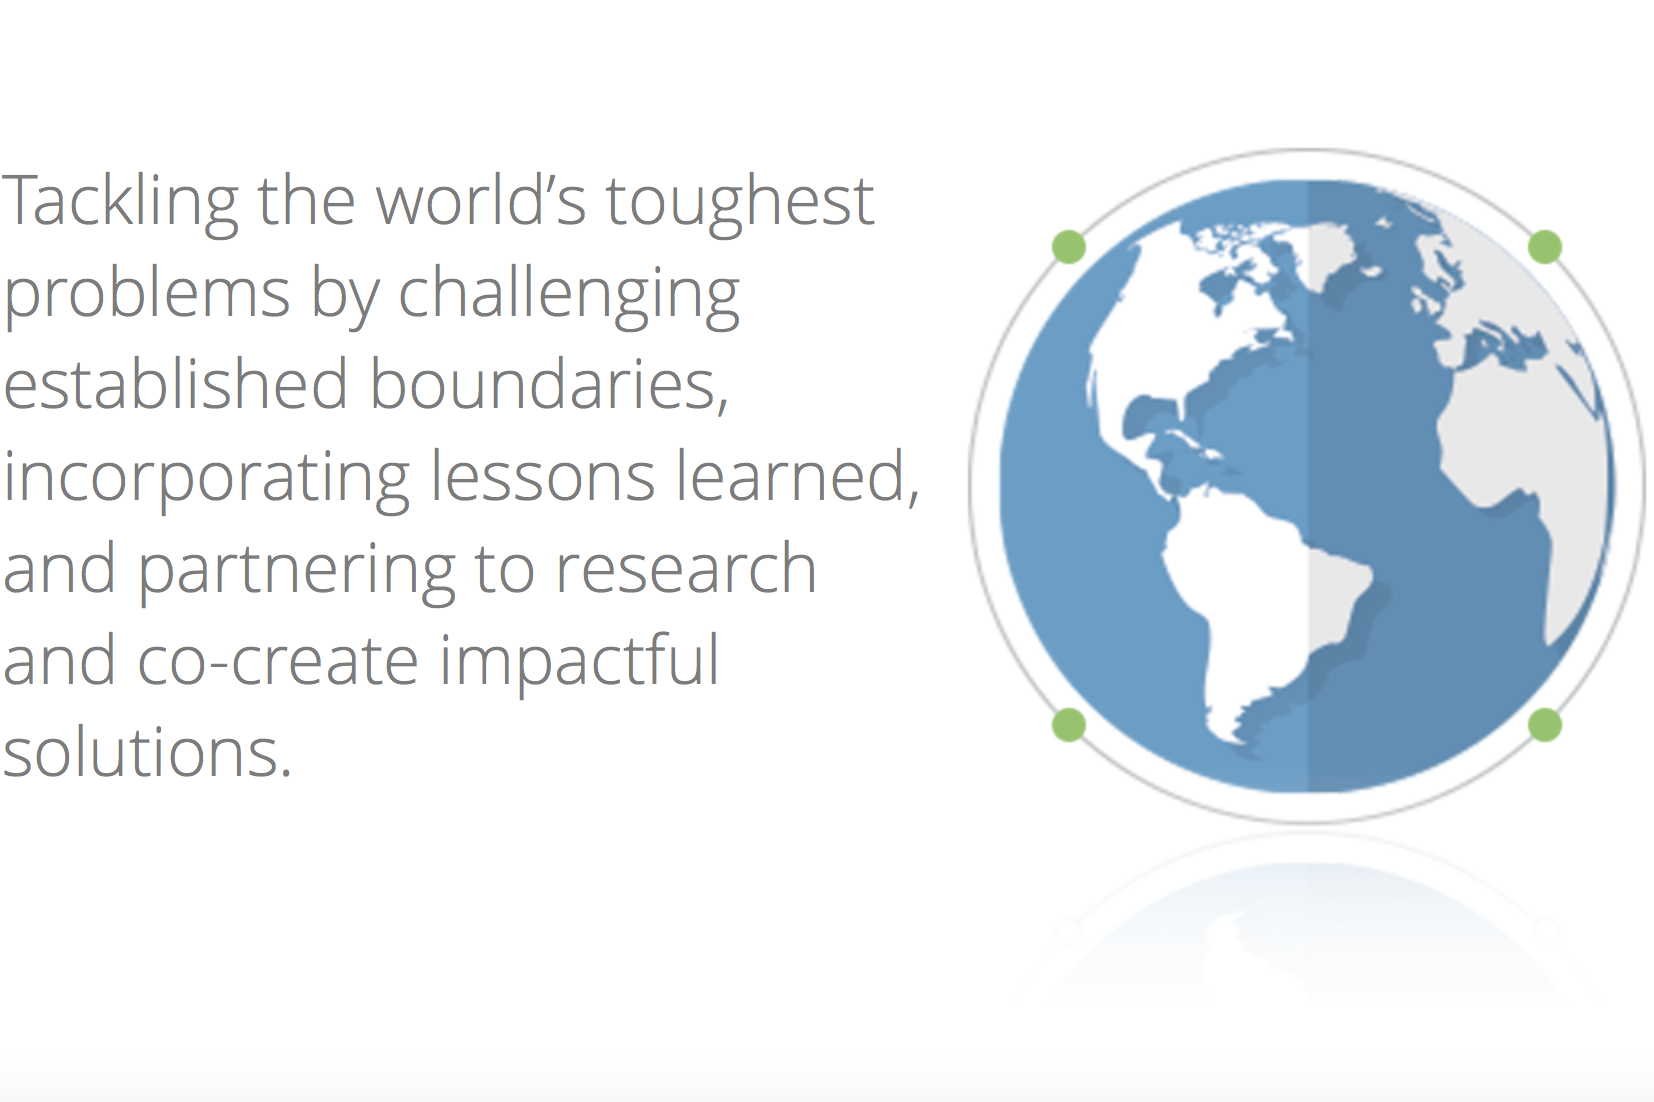 Tackling the world’s toughest
problems by challenging
established boundaries,
incorporating lessons learned,
and partnering to research
and co-create impactful
solutions.